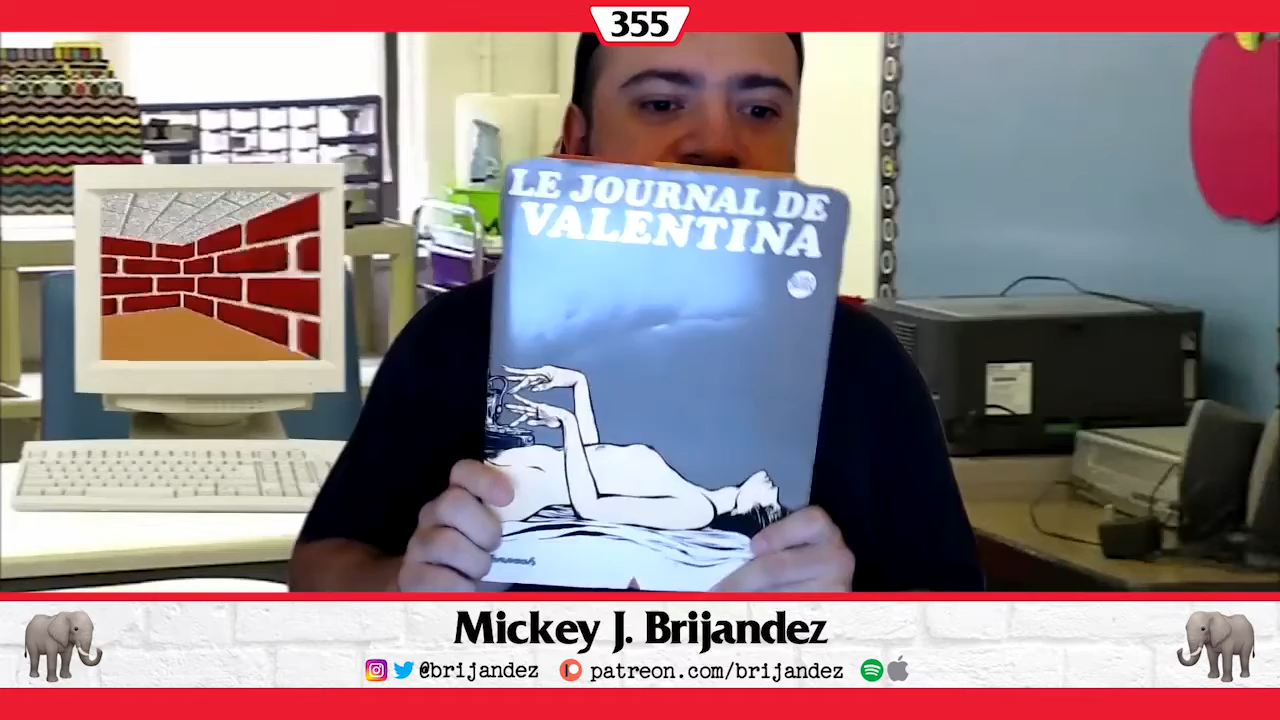 355
LE JOURNAL DE
VALENTINA
Mickey J. Brijandez
@brijandez patreon.com/brijandez